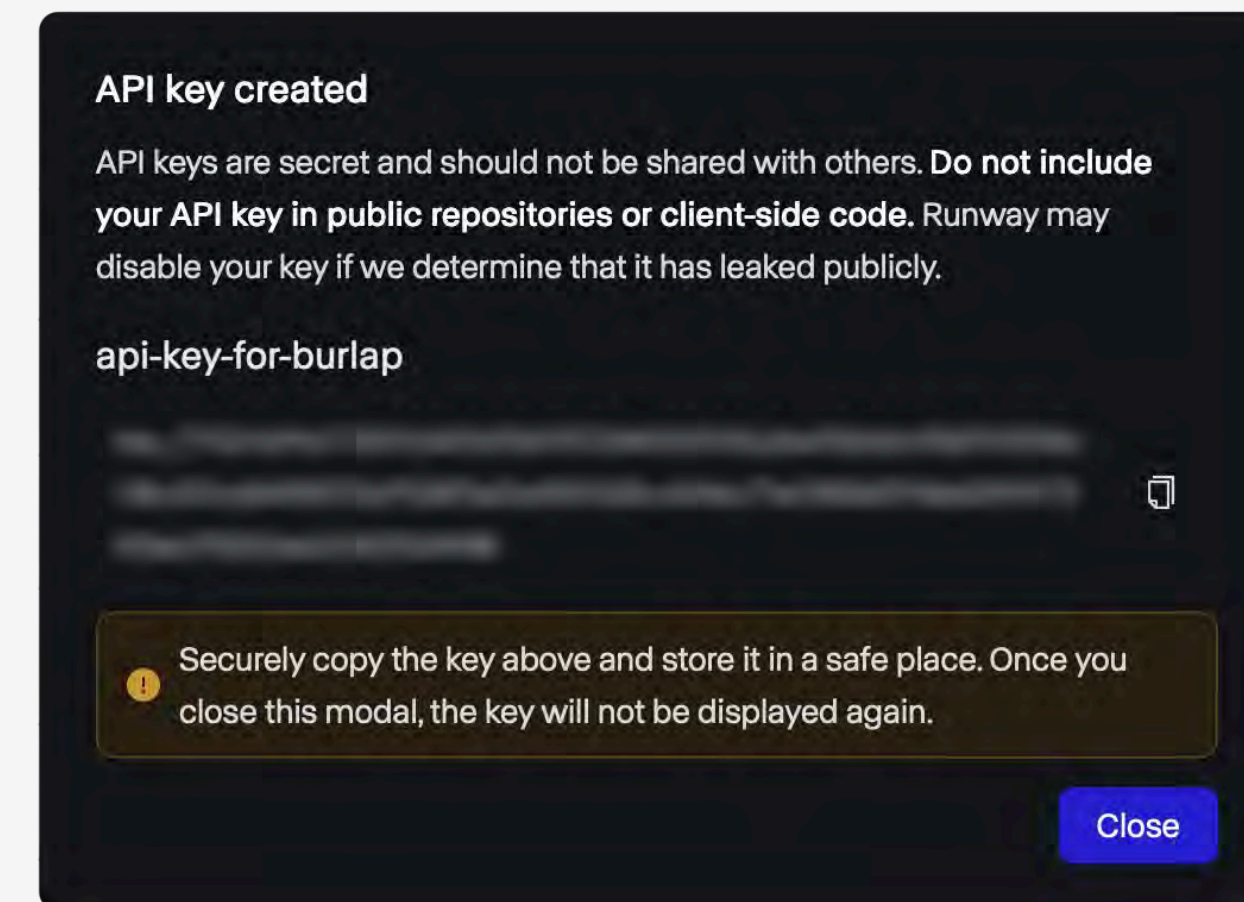 API key created
API keys are secret and should not be shared with others. Do not include
your API key in public repositories or client-side code. Runway may
disable your key if we determine that it has leaked publicly.
api-key-for-burlap
Securely copy the key above and store it in a safe place. Once you
close this modal, the key will not be displayed again.
Close